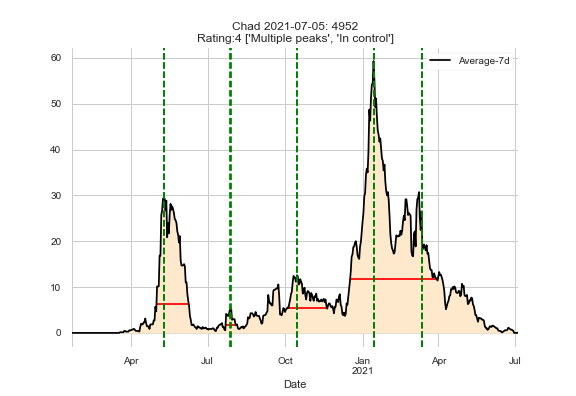 Chad 2021-07-05: 4952
Rating:4 ['Multiple peaks', 'In control']
Average-7d
60
50
40
30
20
10
0
Apr
Jul
Oct
Jan
2021
Apr
Jul
Date